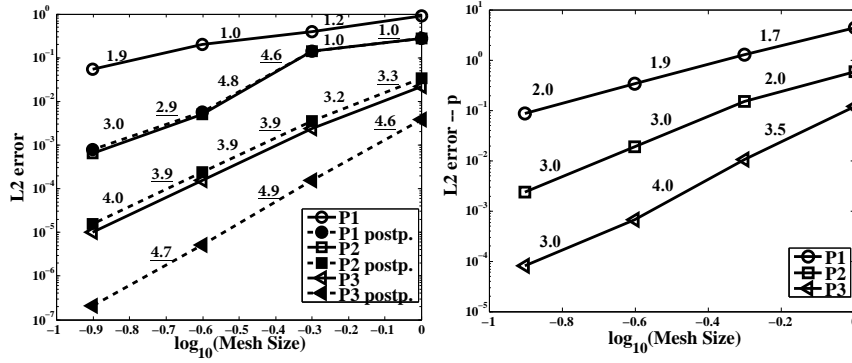 10^0
10^-1
10^-2
10^-3
10^-4
10^-5
10^-6
10^-7
L2 error
1.9
1.0
1.2
3.0
2.9
4.8
4.6
1.0
1.0
4.0
3.9
3.9
3.9
3.2
3.3
4.7
4.9
4.6
P1
P1 postp.
P2
P2 postp.
P3
P3 postp.
−1 −0.9 −0.8 −0.7 −0.6 −0.5 −0.4 −0.3 −0.2 −0.1 0
log10(Mesh Size)
10^2
10^1
10^0
10^-1
10^-2
10^-3
10^-4
10^-5
L2 error −− p
2.0
1.9
1.7
3.0
3.0
2.0
3.0
4.0
3.5
P1
P2
P3
−1 −0.8 −0.6 −0.4 −0.2 0
log10(Mesh Size)